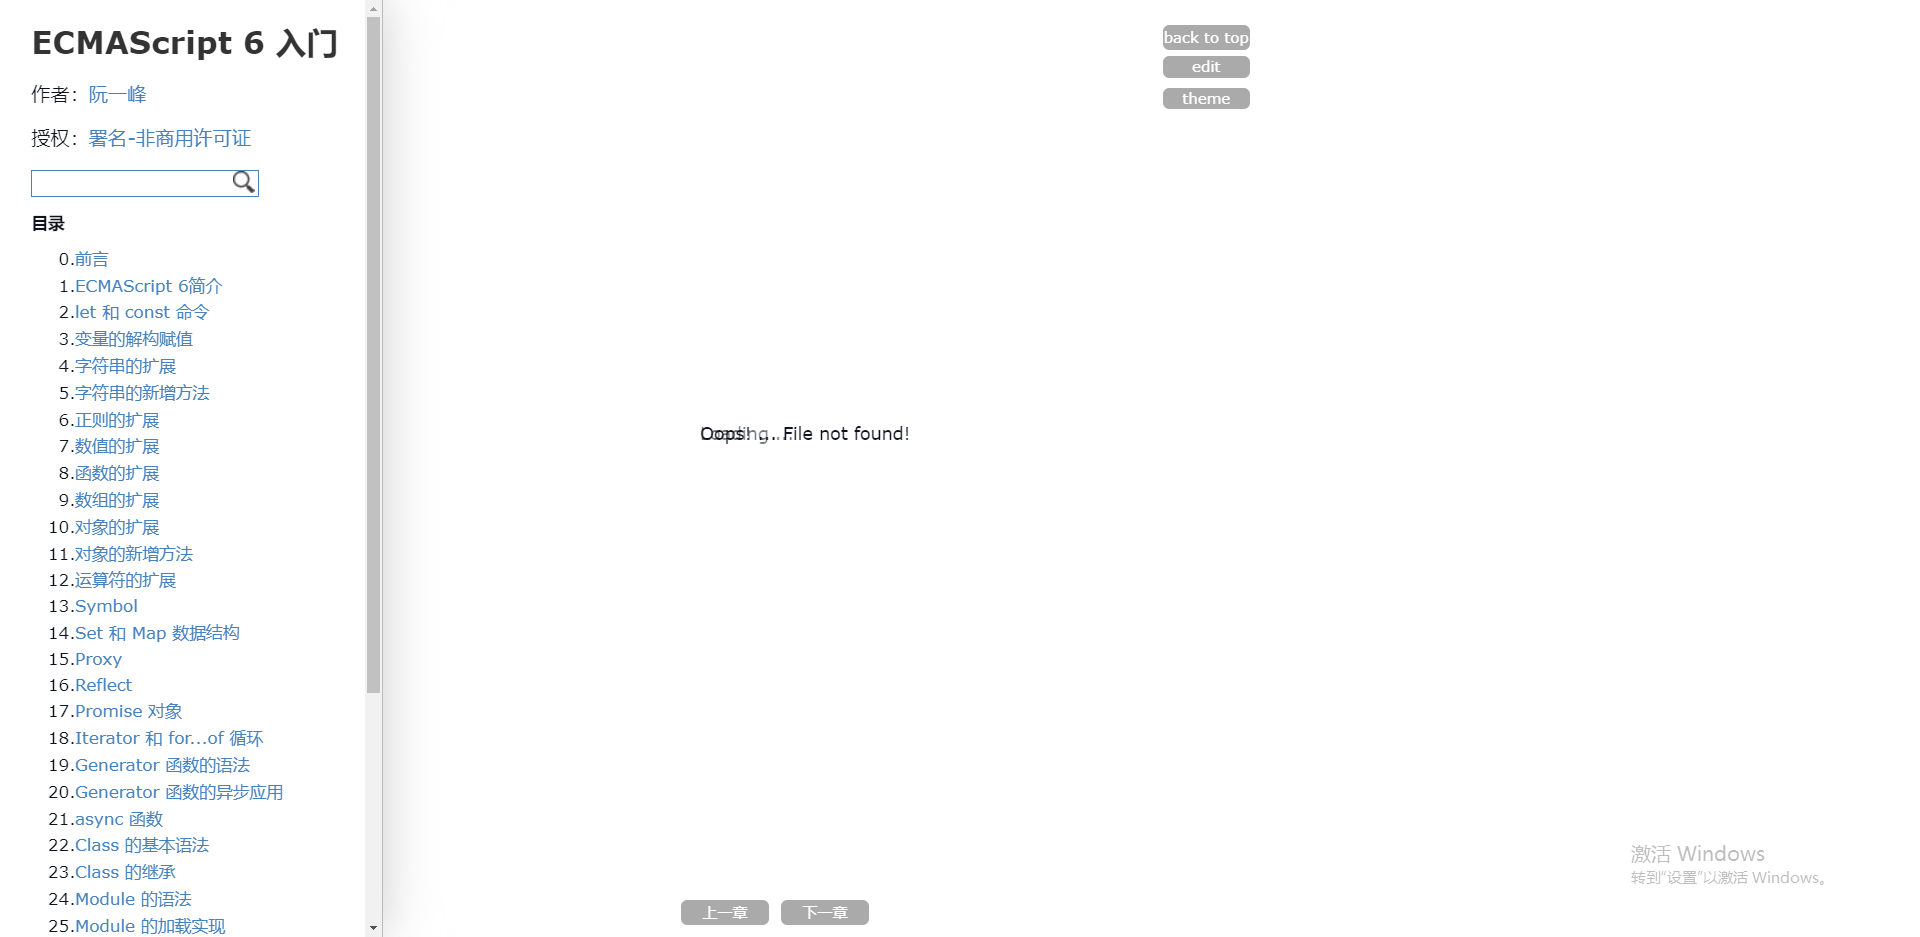 ECMAScript 6 入门
作者：阮一峰
授权：署名-非商用许可证
目录
0.前言
1.ECMAScript 6简介
2.let 和 const 命令
3.变量的解构赋值
4.字符串的扩展
5.字符串的新增方法
6.正则的扩展
7.数值的扩展
8.函数的扩展
9.数组的扩展
10.对象的扩展
11.对象的新增方法
12.运算符的扩展
13.Symbol
14.Set 和 Map 数据结构
15.Proxy
16.Reflect
17.Promise 对象
18.Iterator 和 for...of 循环
19.Generator 函数的语法
20.Generator 函数的异步应用
21.async 函数
22.Class 的基本语法
23.Class 的继承
24.Module 的语法
25.Module 的加载实现
back to top
edit
theme
Oops! ... File not found!
Loading ...
上一章
下一章
激活 Windows
转到"设置"以激活 Windows。